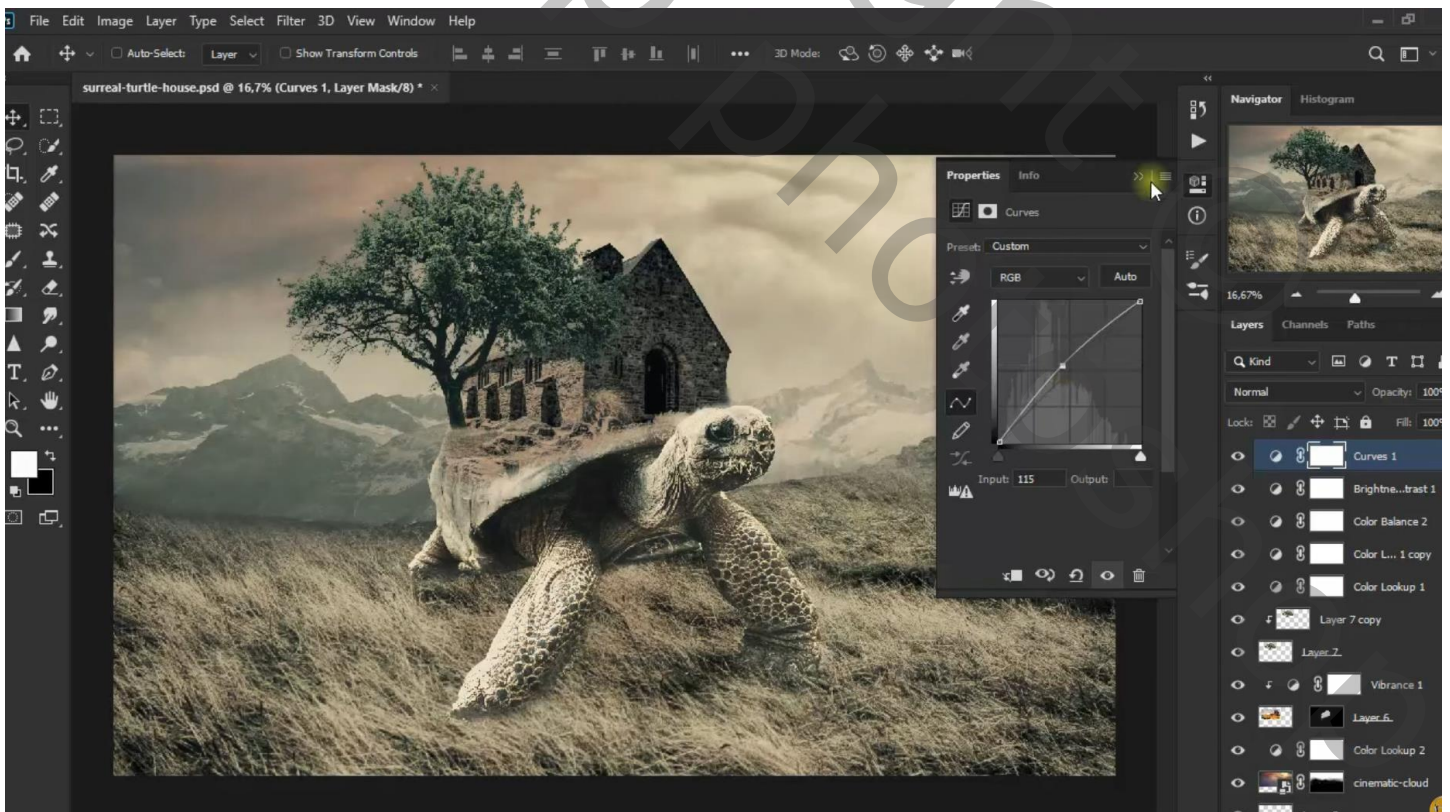 File Edit Image Layer Type Select Filter 3D View Window Help
Auto-Select: Layer Show Transform Controls 3D Mode:
surreal-turtle-house.psd @ 16,7% (Curves 1, Layer Mask/8) * ×
Navigator Histogram
Properties Info
Curves
Preset: Custom
RGB Auto
Input: 115 Output:
16,67%
Layers Channels Paths
Kind
Normal Opacity: 100%
Lock: Fill: 100%
Curves 1
Brightne...trast 1
Color Balance 2
Color L... 1 copy
Color Lookup 1
Layer 7 copy
Layer 7
Vibrance 1
Layer 6
Color Lookup 2
cinematic-cloud